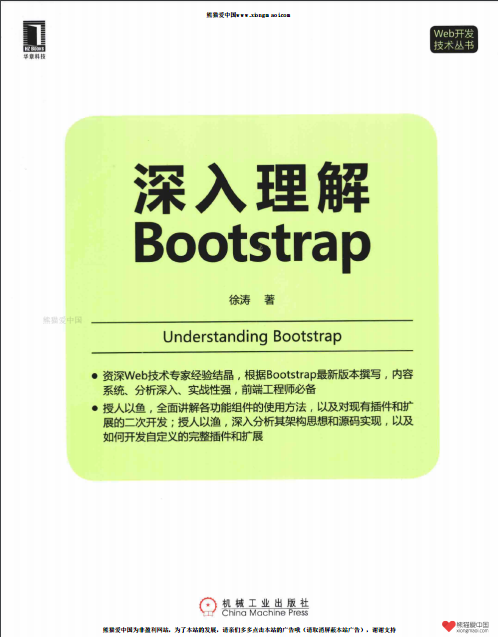 熊猫爱中国www.xiongmaoi.com
HZ Books
华章科技
Web开发
技术丛书
深入理解
Bootstrap
徐涛 著
熊猫爱中国
Understanding Bootstrap
● 资深Web技术专家经验结晶，根据Bootstrap最新版本撰写，内容
系统、分析深入、实战性强，前端工程师必备
● 授人以鱼，全面讲解各功能组件的使用方法，以及对现有插件和扩
展的二次开发；授人以渔，深入分析其架构思想和源码实现，以及
如何开发自定义的完整插件和扩展
机械工业出版社
China Machine Press
熊猫爱中国
xiongmaoi.com
熊猫爱中国为非盈利网站，为了本站的发展，请亲们多多点击本站的广告哦（请取消屏蔽本站广告），谢谢支持